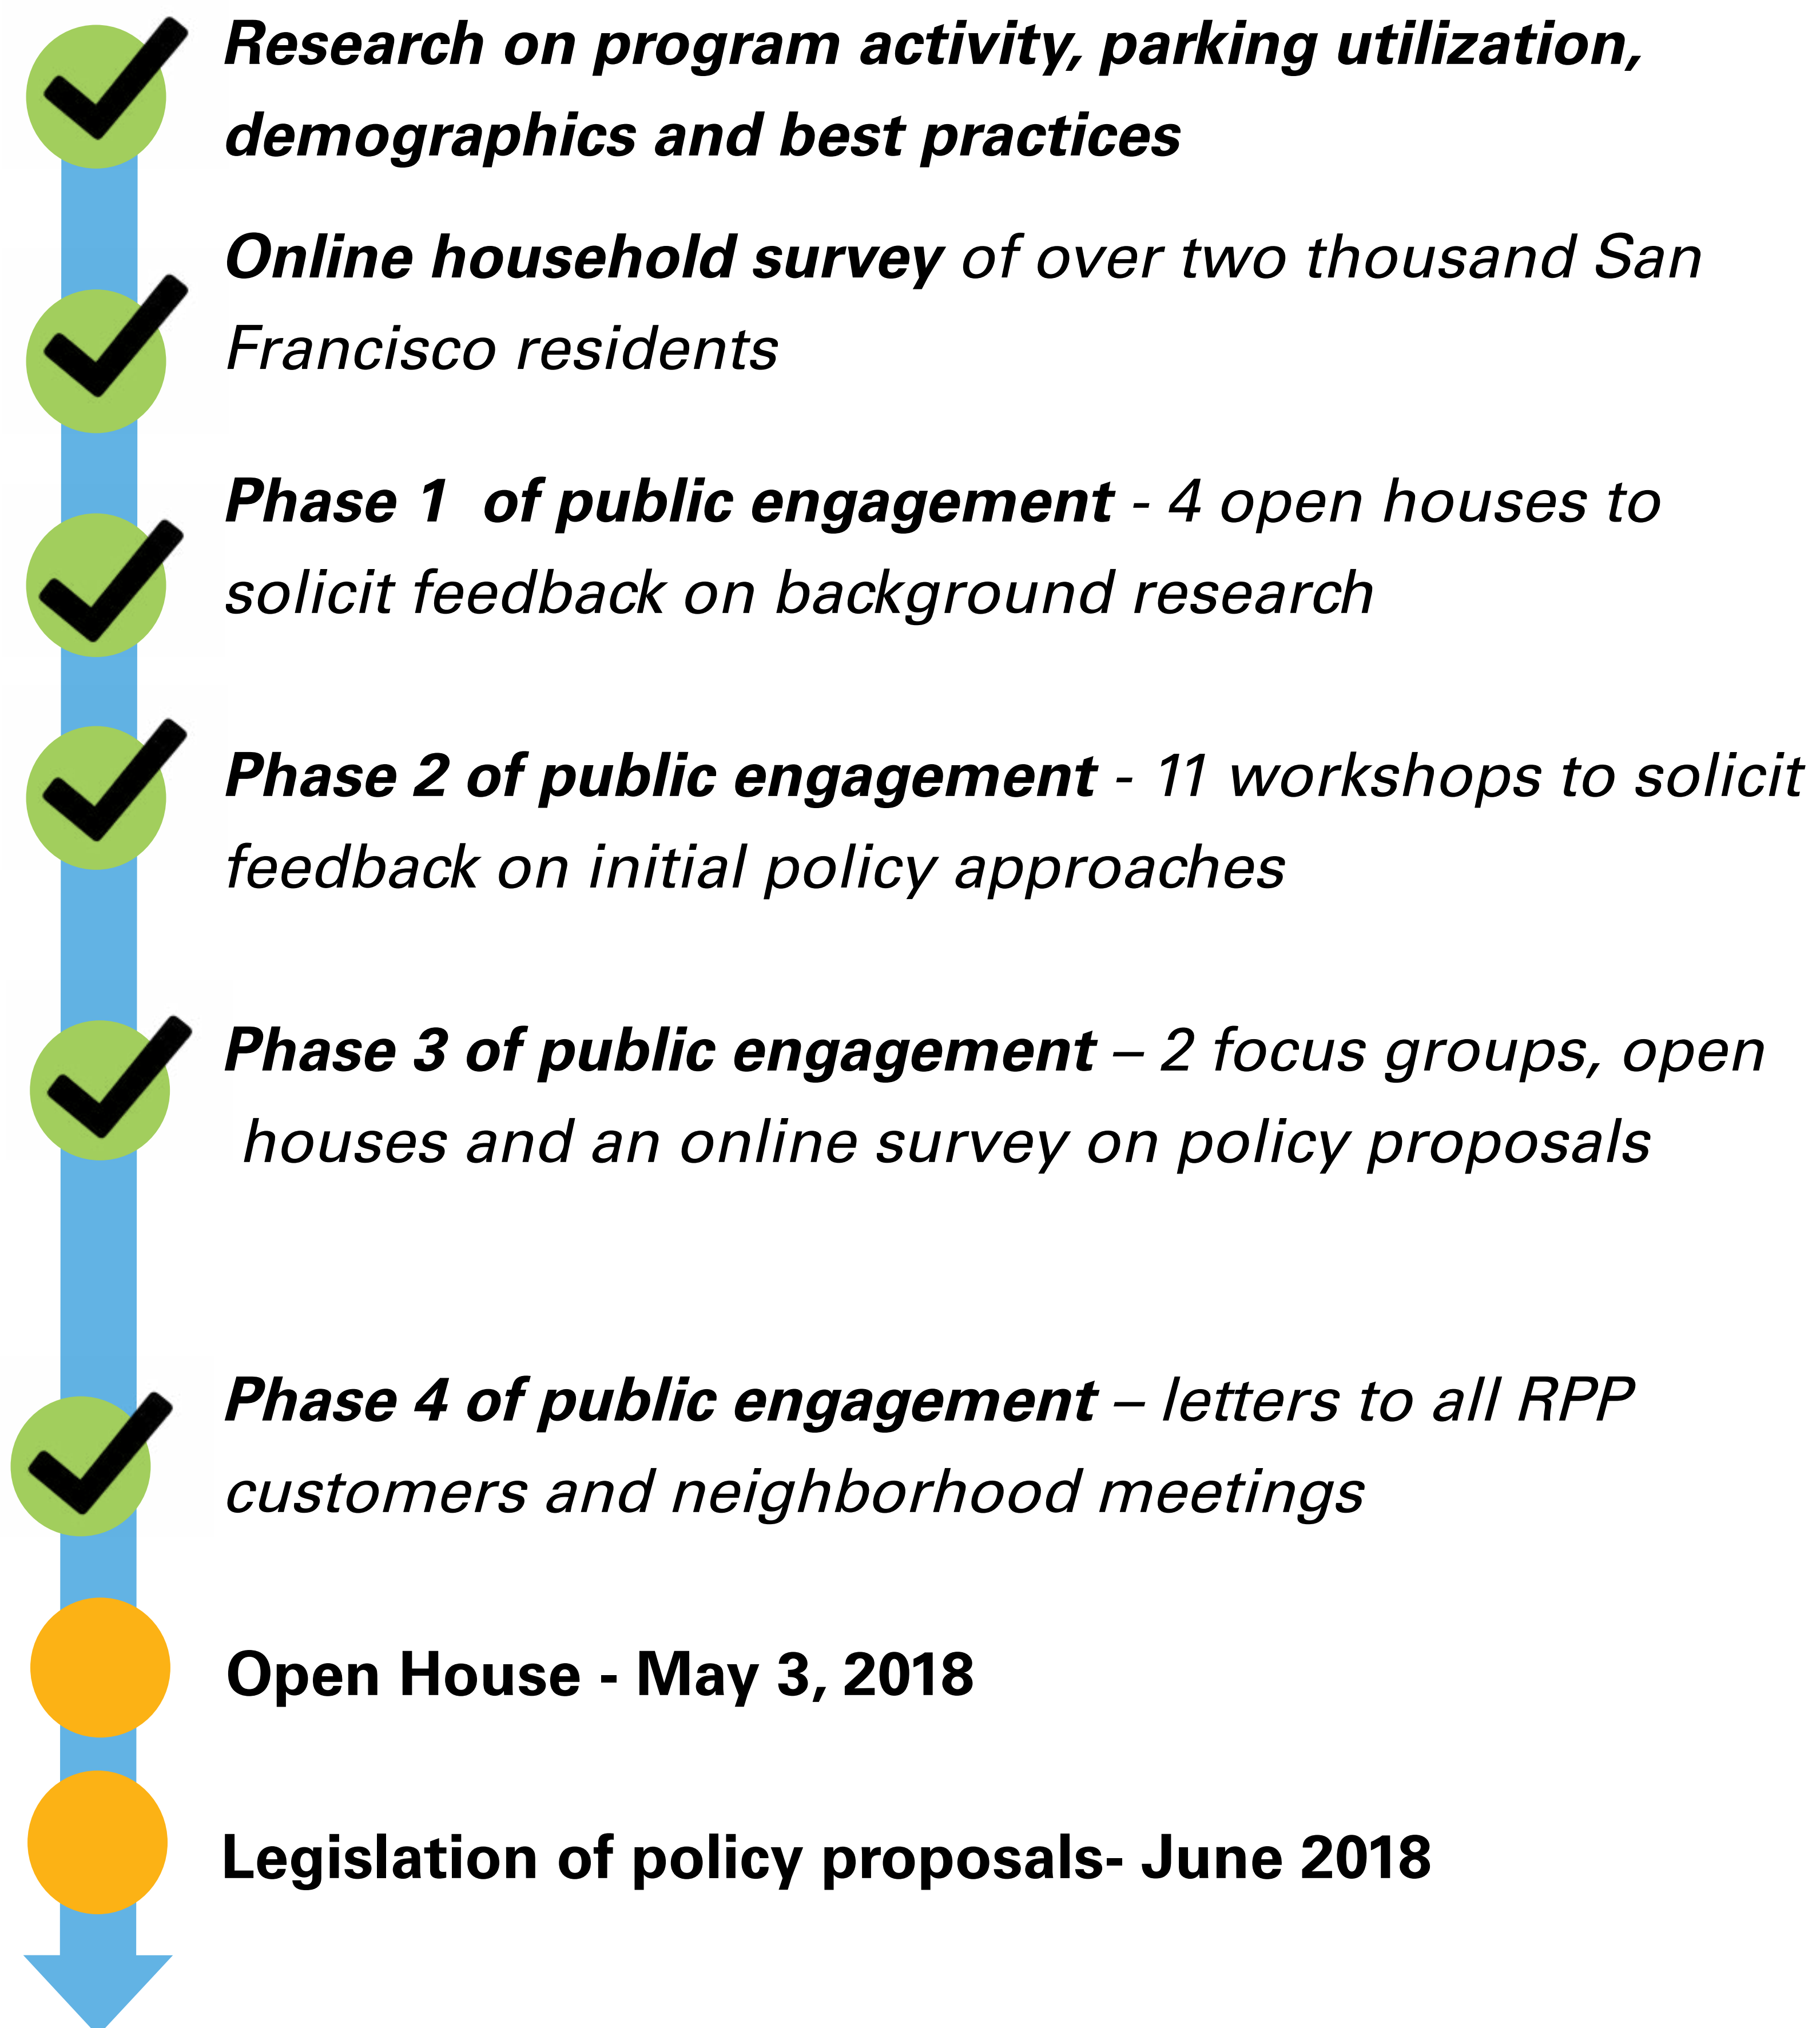 Research on program activity, parking utilization,
demographics and best practices
Online household survey of over two thousand San
Francisco residents
Phase 1 of public engagement - 4 open houses to
solicit feedback on background research
Phase 2 of public engagement - 11 workshops to solicit
feedback on initial policy approaches
Phase 3 of public engagement – 2 focus groups, open
houses and an online survey on policy proposals
Phase 4 of public engagement – letters to all RPP
customers and neighborhood meetings
Open House - May 3, 2018
Legislation of policy proposals- June 2018